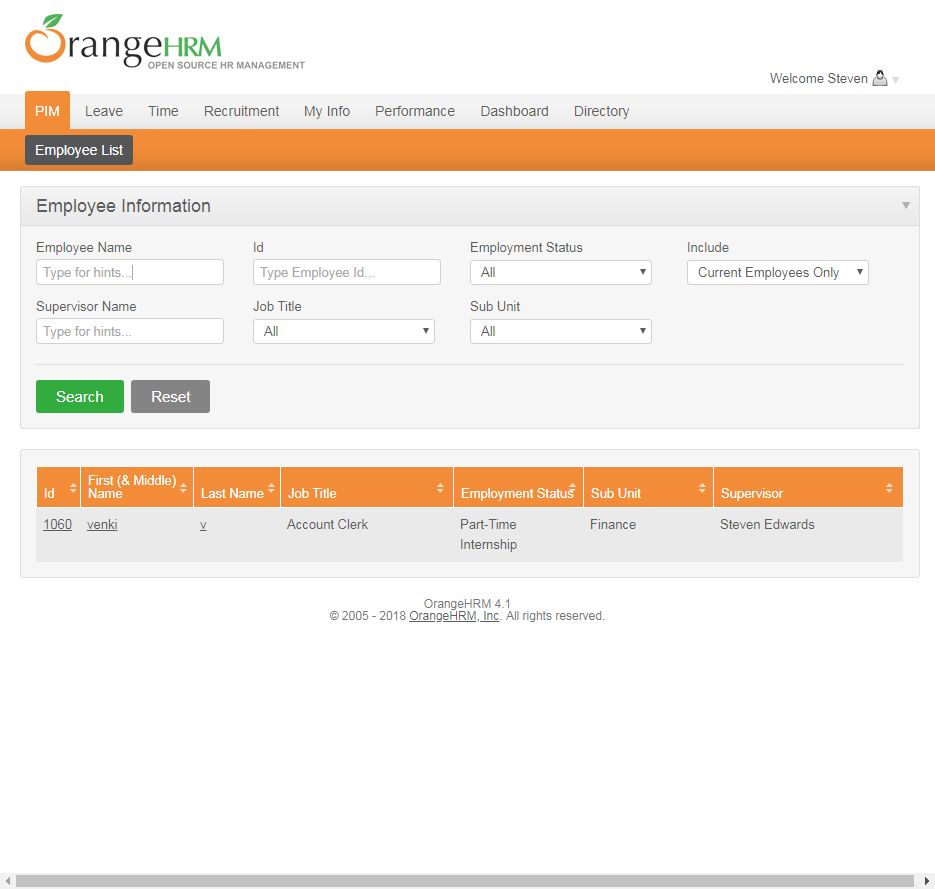 OrangeHRM
OPEN SOURCE HR MANAGEMENT
Welcome Steven
PIM Leave Time Recruitment My Info Performance Dashboard Directory
Employee List
Employee Information
Employee Name Id Employment Status Include
Type for hints... Type Employee Id... All Current Employees Only
Supervisor Name Job Title Sub Unit
Type for hints... All All
Search Reset
Id First (& Middle) Name Last Name Job Title Employment Status Sub Unit Supervisor
1060 venki v Account Clerk Part-Time Finance Steven Edwards
Internship
OrangeHRM 4.1
© 2005 - 2018 OrangeHRM, Inc. All rights reserved.